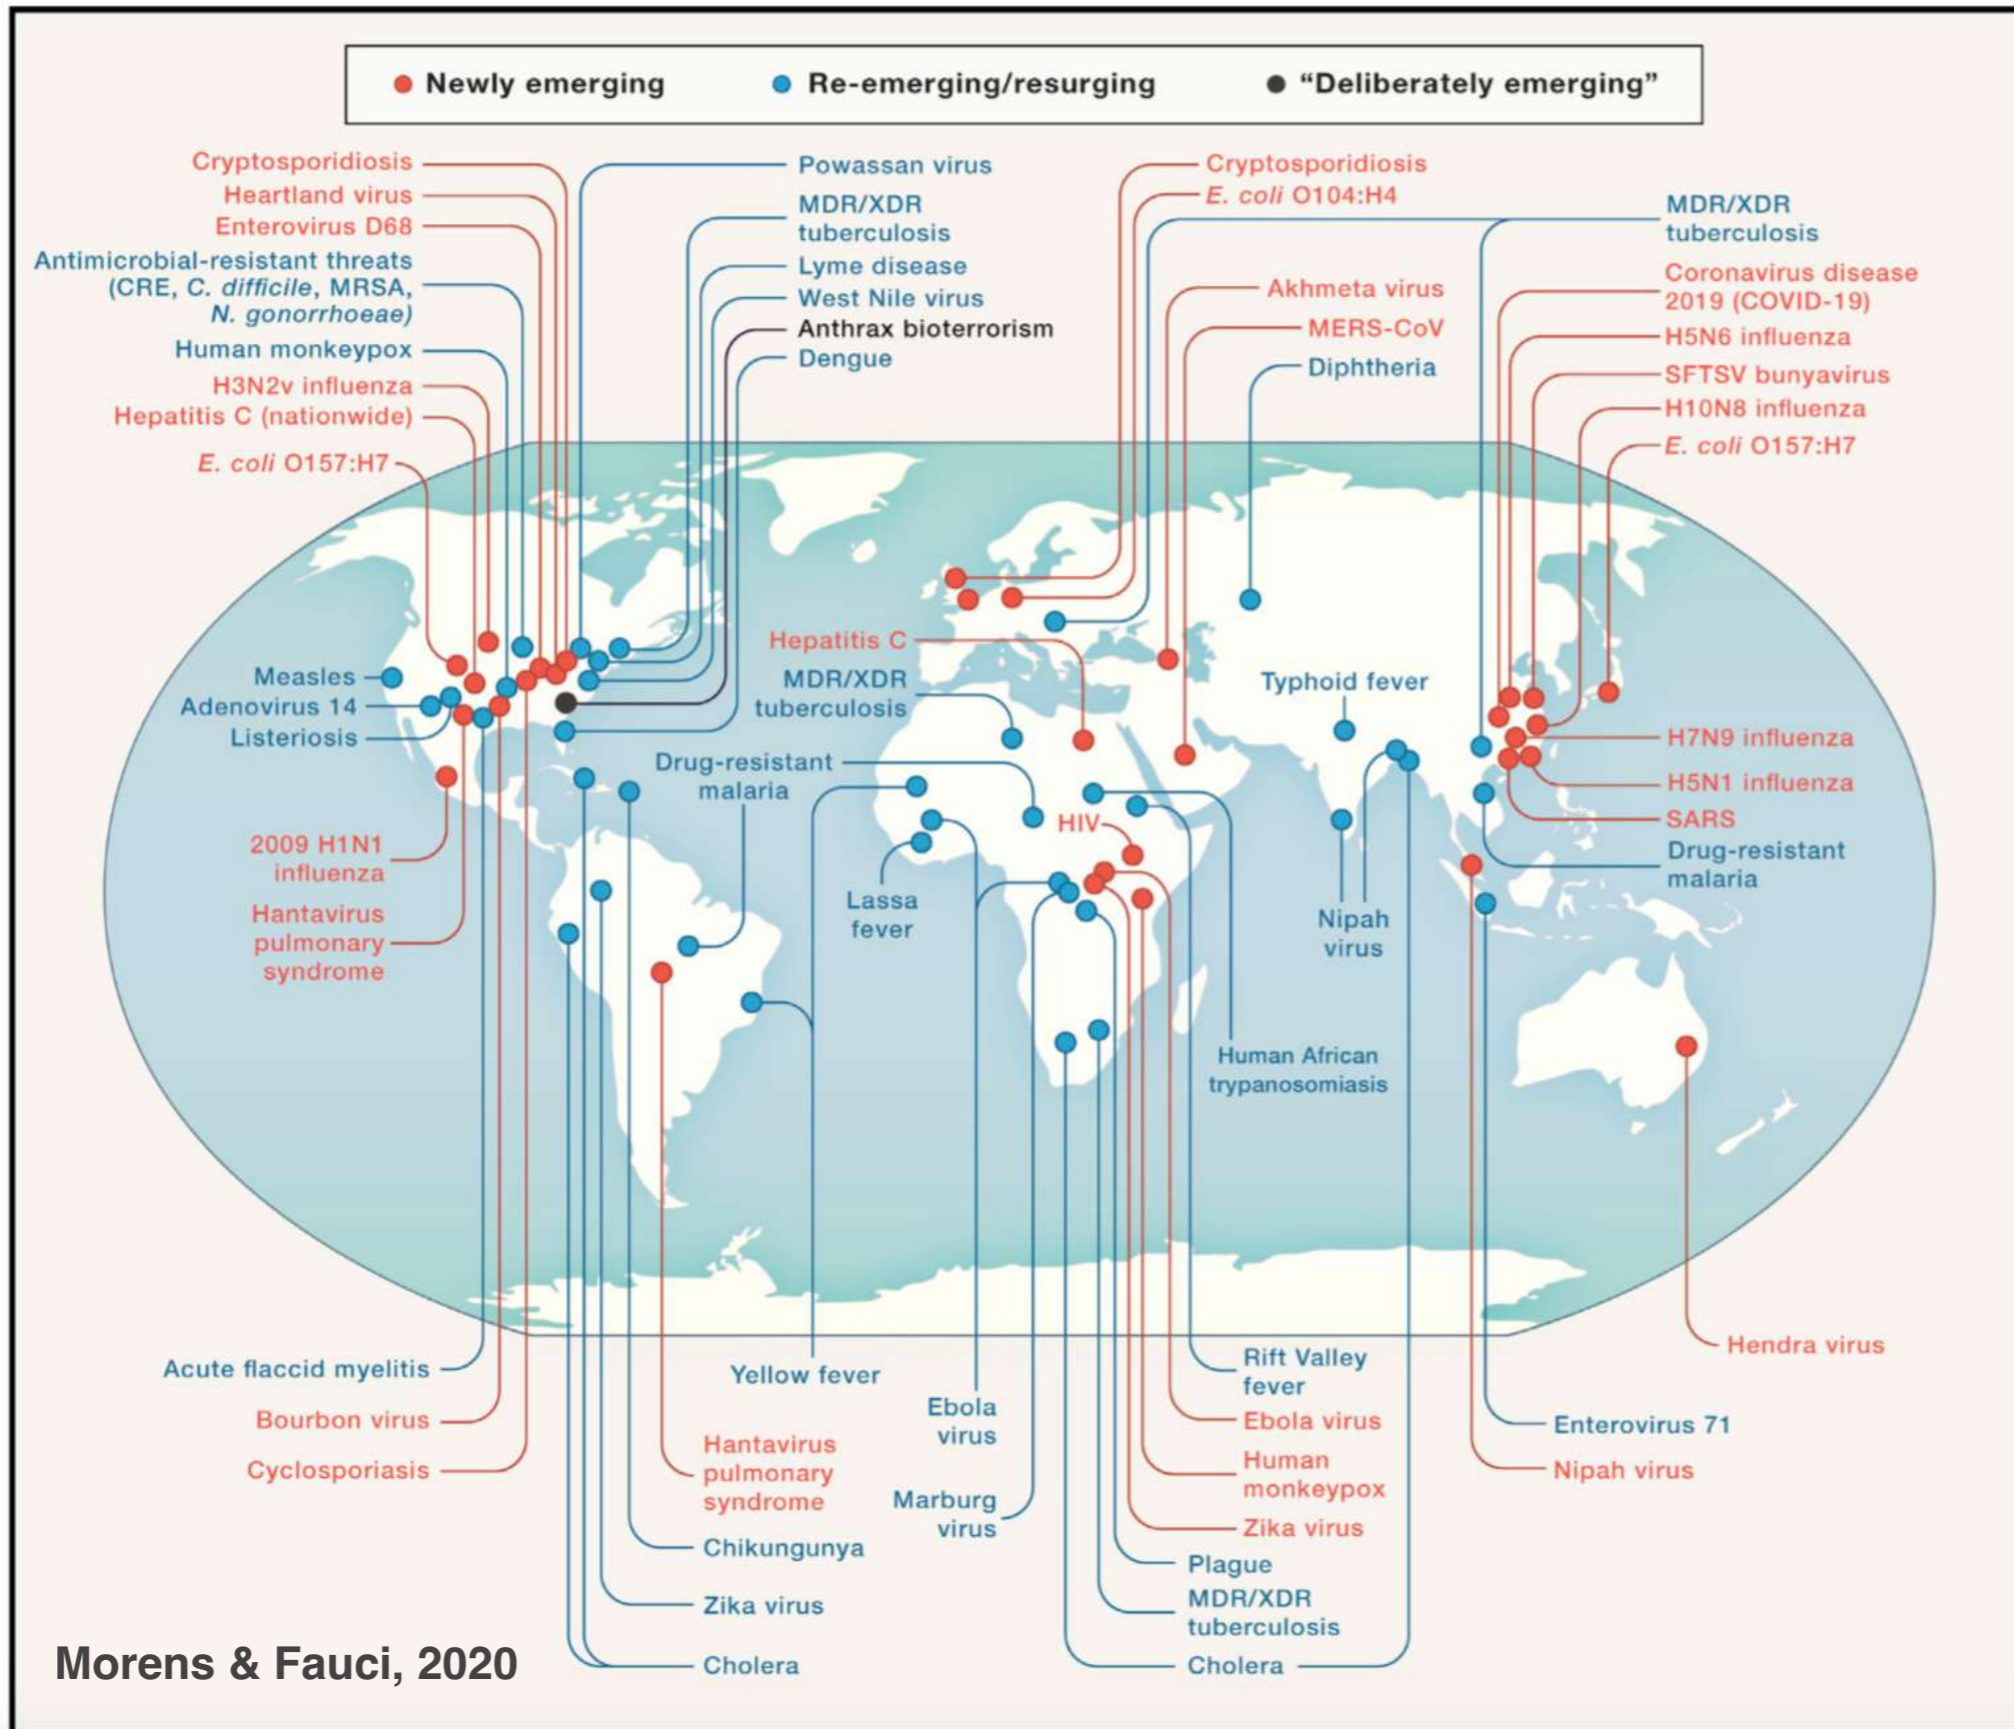 Newly emerging
Re-emerging/resurging
“Deliberately emerging”
Cryptosporidiosis
Heartland virus
Enterovirus D68
Antimicrobial-resistant threats
(CRE, C. difficile, MRSA,
N. gonorrhoeae)
Human monkeypox
H3N2v influenza
Hepatitis C (nationwide)
E. coli O157:H7
Powassan virus
MDR/XDR
tuberculosis
Lyme disease
West Nile virus
Anthrax bioterrorism
Dengue
Cryptosporidiosis
E. coli O104:H4
Akhmeta virus
MERS-CoV
Diphtheria
MDR/XDR
tuberculosis
Coronavirus disease
2019 (COVID-19)
H5N6 influenza
SFTSV bunyavirus
H10N8 influenza
E. coli O157:H7
Measles
Adenovirus 14
Listeriosis
2009 H1N1
influenza
Hantavirus
pulmonary
syndrome
Hepatitis C
MDR/XDR
tuberculosis
Drug-resistant
malaria
HIV
Lassa
fever
Typhoid fever
Nipah
virus
Human African
trypanosomiasis
H7N9 influenza
H5N1 influenza
SARS
Drug-resistant
malaria
Acute flaccid myelitis
Bourbon virus
Cyclosporiasis
Yellow fever
Hantavirus
pulmonary
syndrome
Chikungunya
Zika virus
Cholera
Ebola
virus
Marburg
virus
Rift Valley
fever
Ebola virus
Human
monkeypox
Zika virus
Plague
MDR/XDR
tuberculosis
Cholera
Hendra virus
Enterovirus 71
Nipah virus
Morens & Fauci, 2020